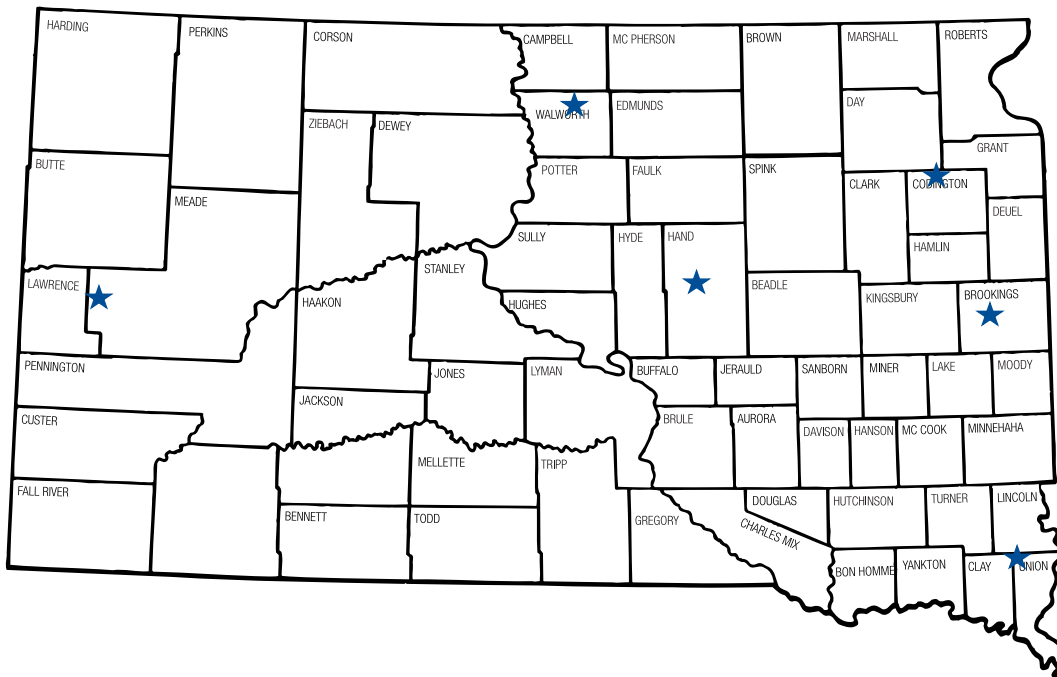 HARDING
PERKINS
CORSON
CAMPBELL
MC PHERSON
BROWN
MARSHALL
ROBERTS
WALWORTH
EDMUNDS
DAY
ZIEBACH
DEWEY
GRANT
BUTTE
POTTER
FAULK
SPINK
CLARK
CODINGTON
MEADE
DEUEL
SULLY
HYDE
HAND
HAMLIN
STANLEY
LAWRENCE
BEADLE
KINGSBURY
BROOKINGS
HAAKON
HUGHES
PENNINGTON
JONES
LYMAN
BUFFALO
JERAULD
SANBORN
MINER
LAKE
MOODY
JACKSON
CUSTER
BRULE
AURORA
DAVISON
HANSON
MC COOK
MINNEHAHA
MELLETTE
TRIPP
FALL RIVER
BENNETT
TODD
GREGORY
DOUGLAS
CHARLES MIX
HUTCHINSON
TURNER
LINCOLN
BON HOMME
YANKTON
CLAY
UNION